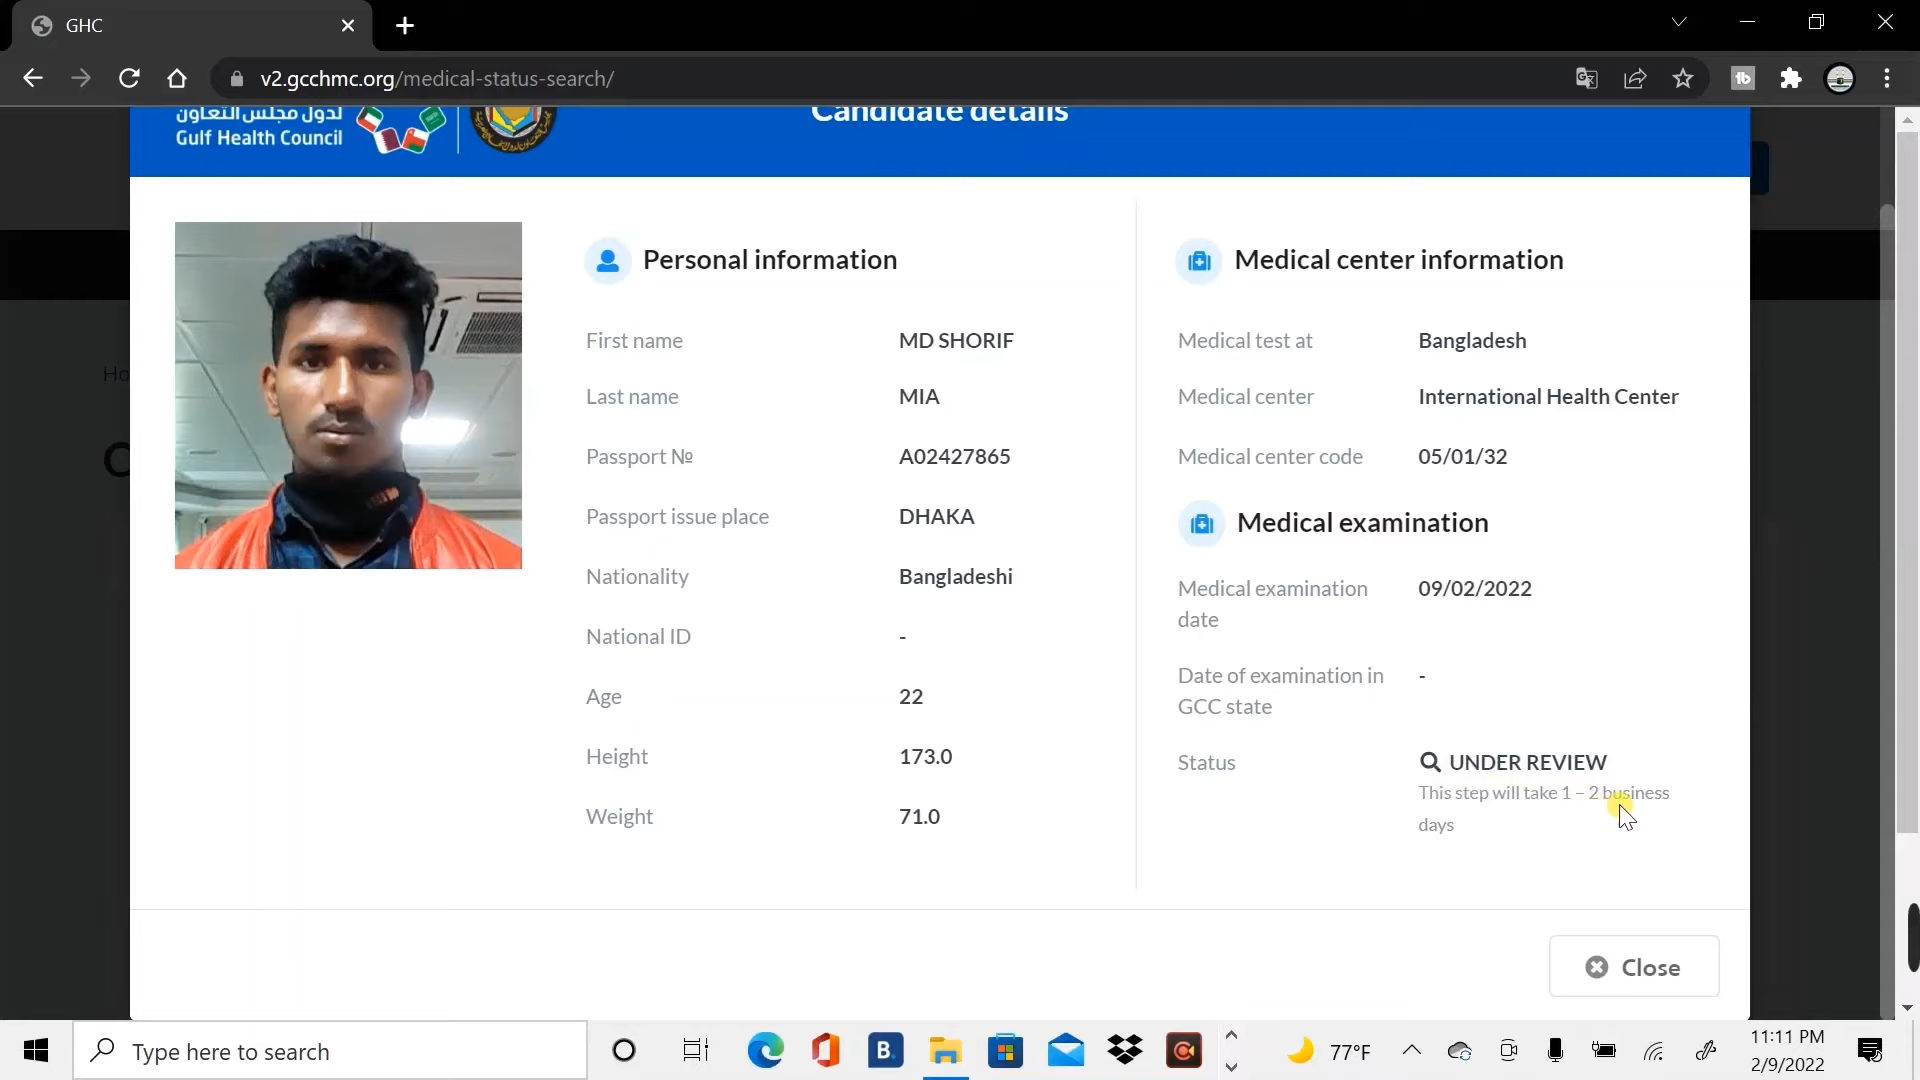 GHC
v2.gcchmc.org/medical-status-search/
لدول مجلس التعاون
Gulf Health Council
Candidate details
Personal information
First name MD SHORIF
Last name MIA
Passport № A02427865
Passport issue place DHAKA
Nationality Bangladeshi
National ID -
Age 22
Height 173.0
Weight 71.0
Medical center information
Medical test at Bangladesh
Medical center International Health Center
Medical center code 05/01/32
Medical examination
Medical examination 09/02/2022
date
Date of examination in -
GCC state
Status UNDER REVIEW
This step will take 1 – 2 business
days
Close
Type here to search
B.
77°F
11:11 PM
2/9/2022